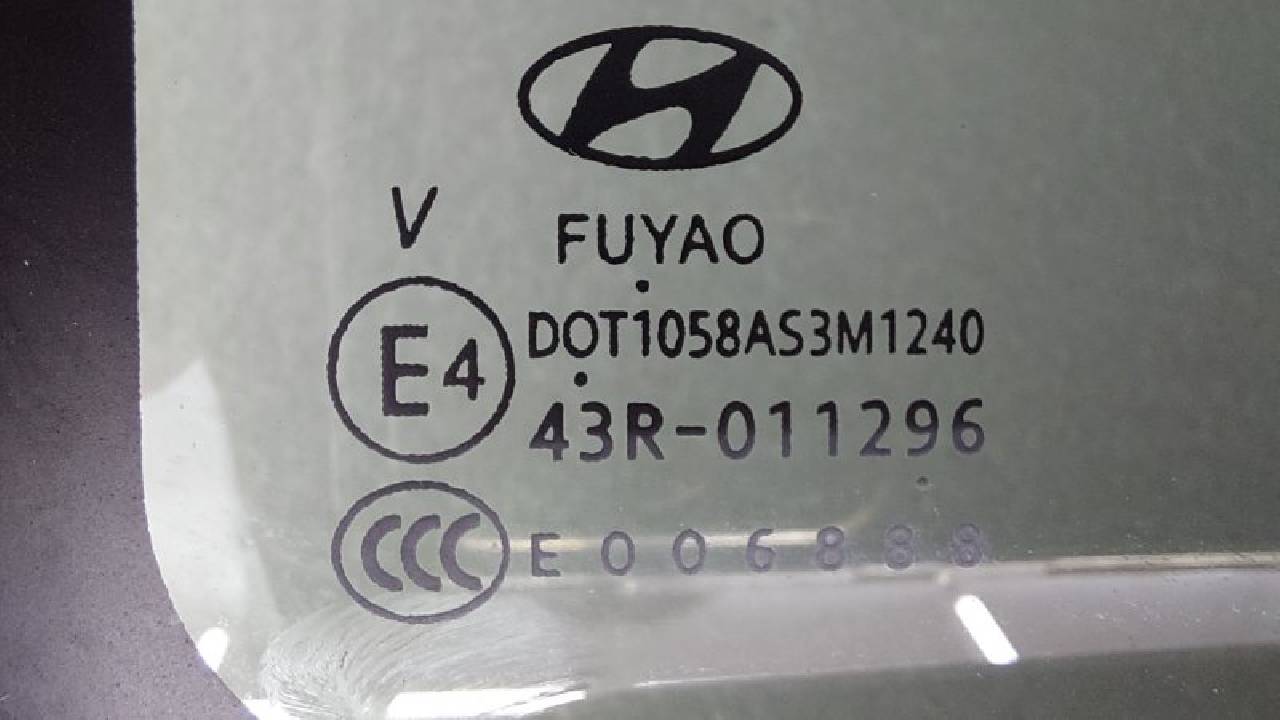 V FUYAO
E4 DOT1058AS3M1240
43R-011296
CCC E006888